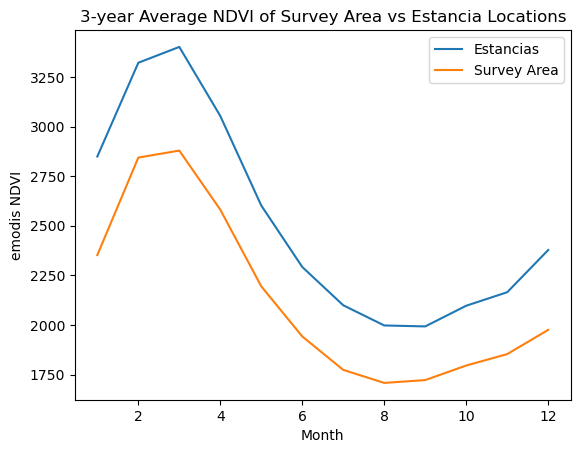 3-year Average NDVI of Survey Area vs Estancia Locations
Estancias
Survey Area
emodis NDVI
3250
3000
2750
2500
2250
2000
1750
2 4 6 8 10 12
Month